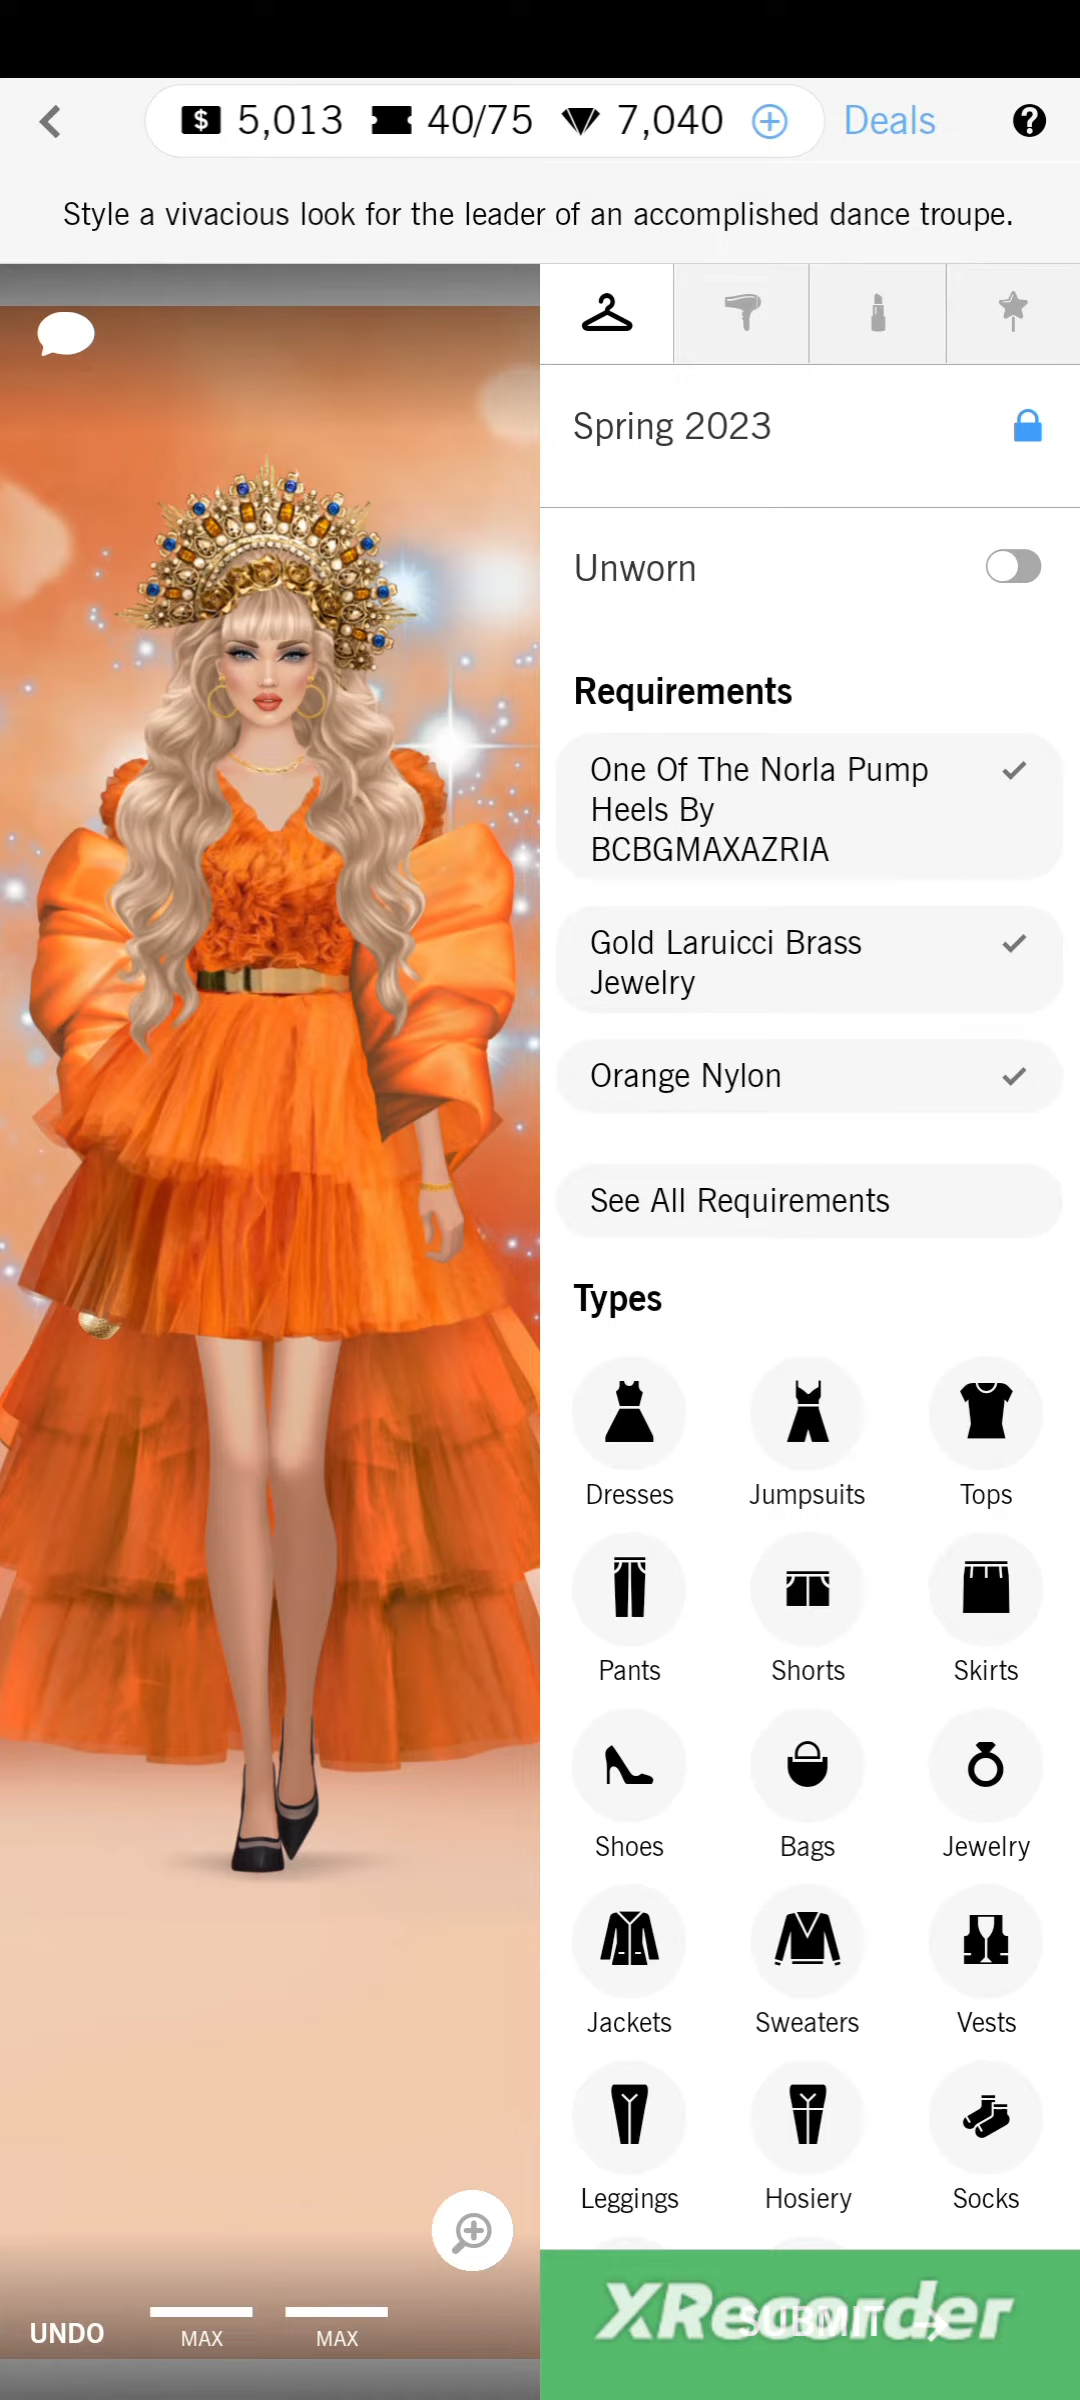 $ 5,013 40/75 7,040 Deals ?
Style a vivacious look for the leader of an accomplished dance troupe.
Spring 2023
Unworn
Requirements
One Of The Norla Pump
Heels By
BCBGMAXAZRIA
Gold Laruicci Brass
Jewelry
Orange Nylon
See All Requirements
Types
Dresses Jumpsuits Tops
Pants Shorts Skirts
Shoes Bags Jewelry
Jackets Sweaters Vests
Leggings Hosiery Socks
UNDO MAX MAX
XRecorder
SUBMIT